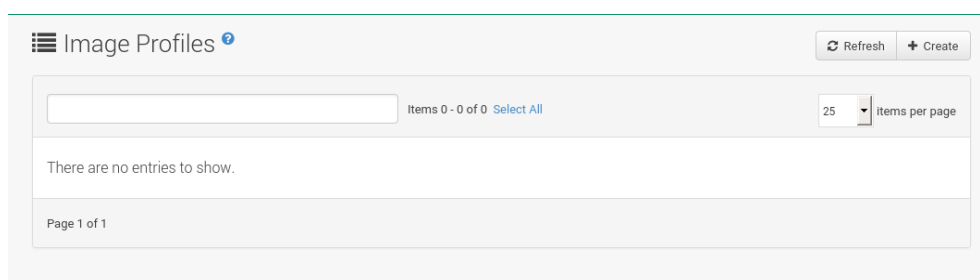 Image Profiles ?
Refresh + Create
Items 0 - 0 of 0 Select All 25 items per page
There are no entries to show.
Page 1 of 1